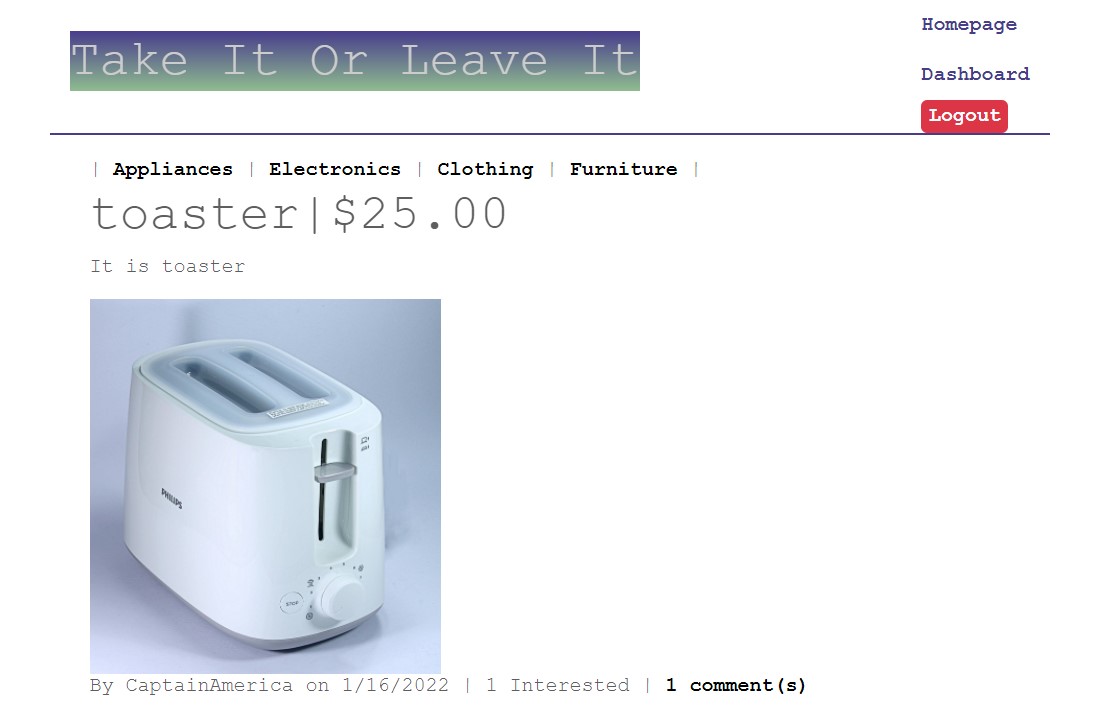 Take It Or Leave It
Homepage
Dashboard
Logout
| Appliances | Electronics | Clothing | Furniture |
toaster|$25.00
It is toaster
PHILIPS
STOP
By CaptainAmerica on 1/16/2022 | 1 Interested | 1 comment(s)